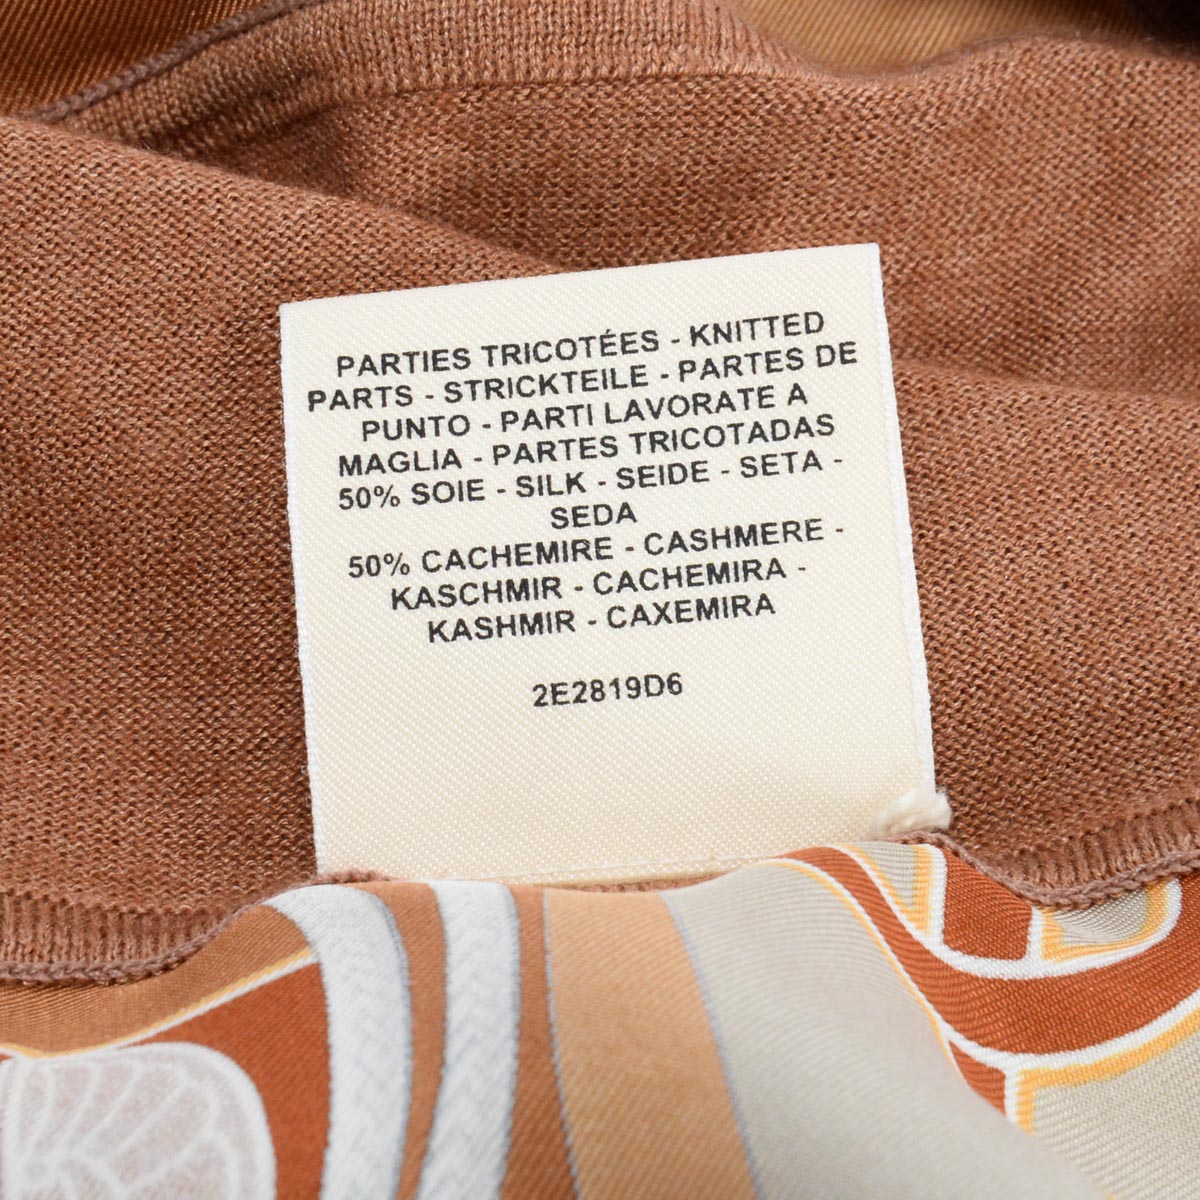 PARTIES TRICOTÉES - KNITTED
PARTS - STRICKTEILE - PARTES DE
PUNTO - PARTI LAVORATE A
MAGLIA - PARTES TRICOTADAS
50% SOIE - SILK - SEIDE - SETA -
SEDA
50% CACHEMIRE - CASHMERE -
KASCHMIR - CACHEMIRA -
KASHMIR - CAXEMIRA
2E2819D6